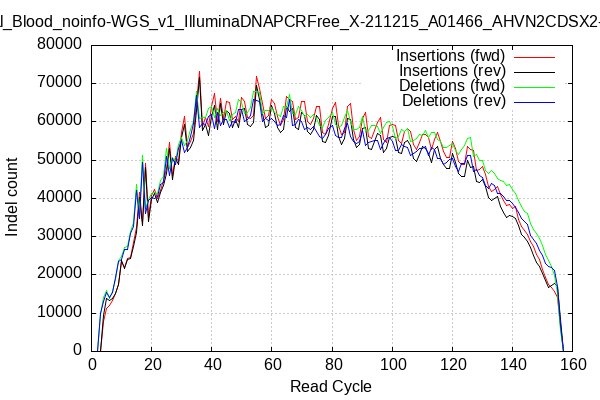 l_Blood_noinfo-WGS_v1_IlluminaDNAPCRFree_X-211215_A01466_AHVN2CDSX2-
80000
70000
60000
50000
40000
30000
20000
10000
0
Indel count
Insertions (fwd)
Insertions (rev)
Deletions (fwd)
Deletions (rev)
0 20 40 60 80 100 120 140 160
Read Cycle